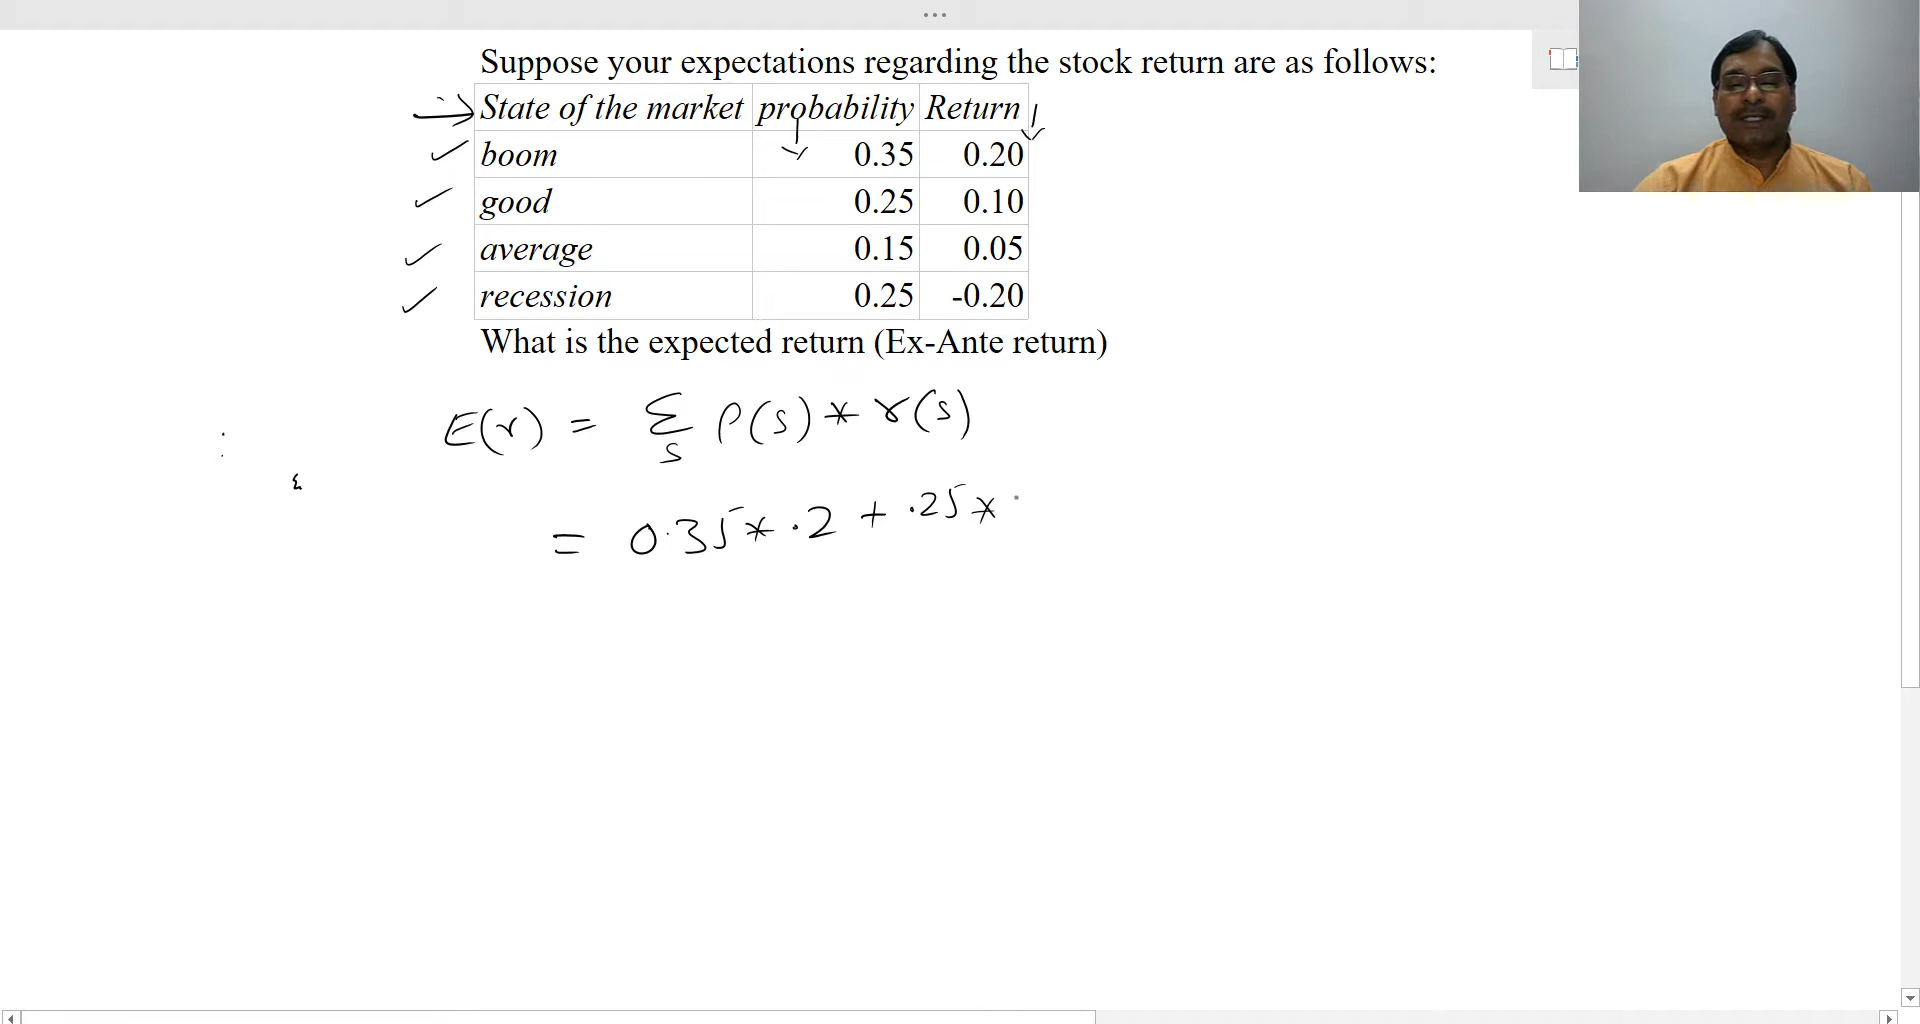 Suppose your expectations regarding the stock return are as follows:
State of the market probability Return
boom 0.35 0.20
good 0.25 0.10
average 0.15 0.05
recession 0.25 -0.20
What is the expected return (Ex-Ante return)
E(r) = Σ P(s) * r(s)
s
= 0.35 * .2 + .25 * .